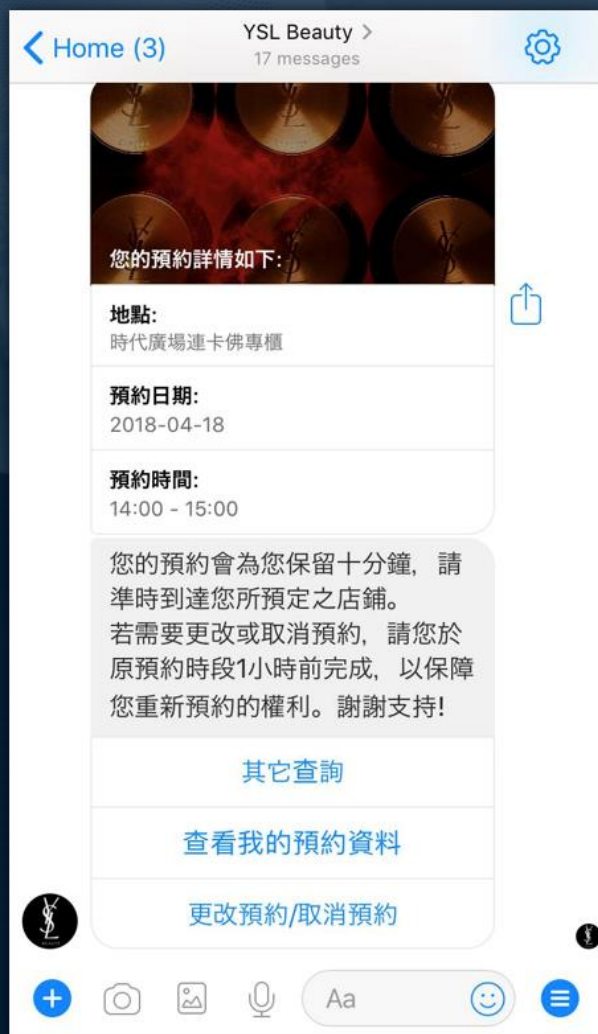 Home (3)
YSL Beauty >
17 messages
您的預約詳情如下:
地點:
時代廣場連卡佛專櫃
預約日期:
2018-04-18
預約時間:
14:00 - 15:00
您的預約會為您保留十分鐘，請
準時到達您所預定之店鋪。
若需要更改或取消預約，請您於
原預約時段1小時前完成，以保障
您重新預約的權利。謝謝支持!
其它查詢
查看我的預約資料
更改預約/取消預約
Aa